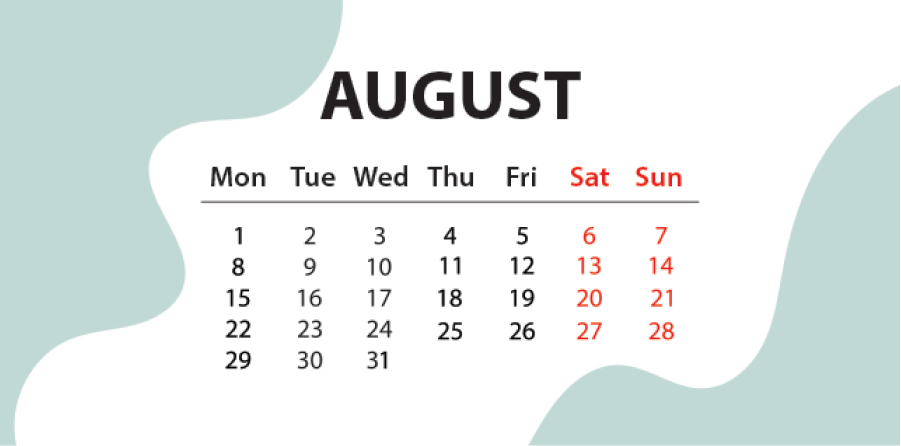 AUGUST
Mon Tue Wed Thu Fri Sat Sun
1 2 3 4 5 6 7
8 9 10 11 12 13 14
15 16 17 18 19 20 21
22 23 24 25 26 27 28
29 30 31